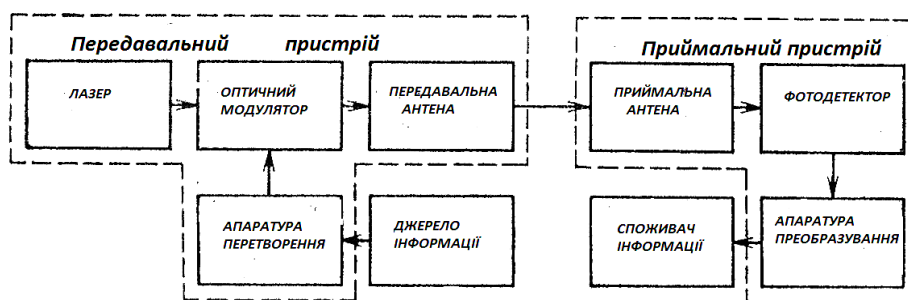 Передавальний пристрій
Приймальний пристрій
ЛАЗЕР
ОПТИЧНИЙ
МОДУЛЯТОР
ПЕРЕДАВАЛЬНА
АНТЕНА
ПРИЙМАЛЬНА
АНТЕНА
ФОТОДЕТЕКТОР
АПАРАТУРА
ПЕРЕТВОРЕННЯ
ДЖЕРЕЛО
ІНФОРМАЦІЇ
СПОЖИВАЧ
ІНФОРМАЦІЇ
АПАРАТУРА
ПРЕОБРАЗУВАННЯ